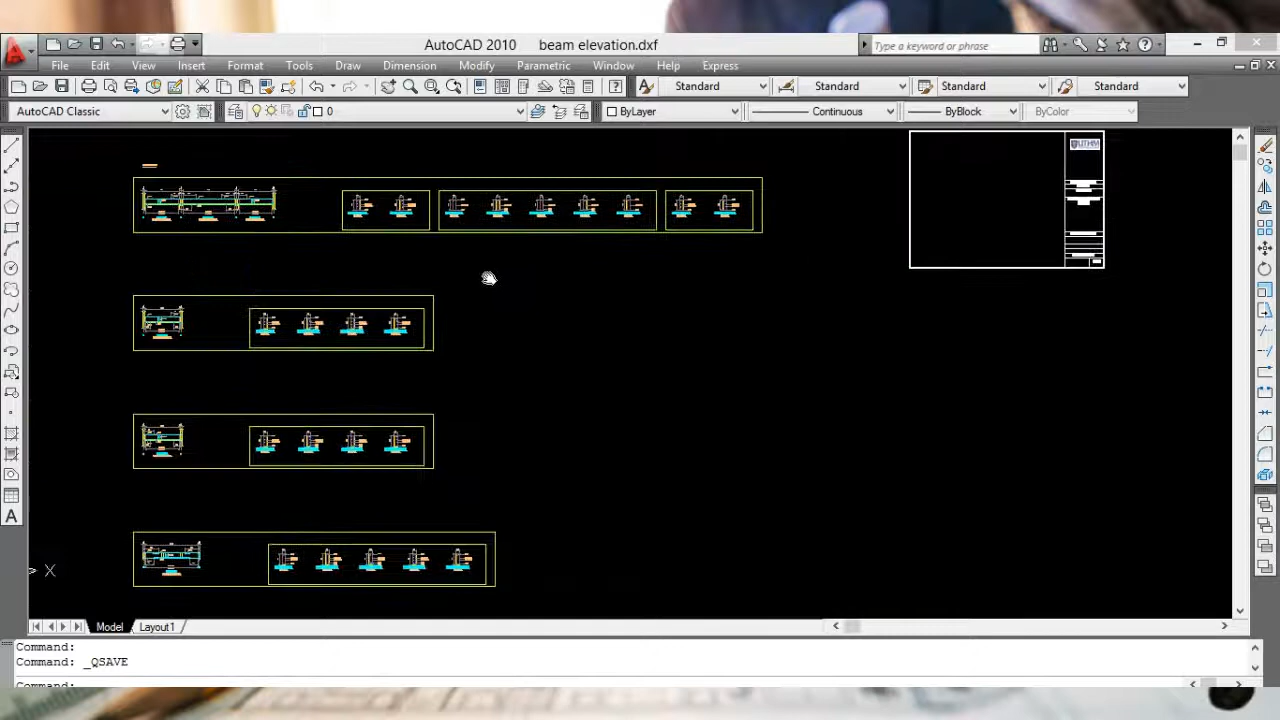 AutoCAD 2010 beam elevation.dxf Type a keyword or phrase
File Edit View Insert Format Tools Draw Dimension Modify Parametric Window Help Express
Standard Standard Standard Standard
AutoCAD Classic 0 ByLayer Continuous ByBlock ByColor
UTHM
X
A
Model Layout1
Command:
Command: _QSAVE
Command: